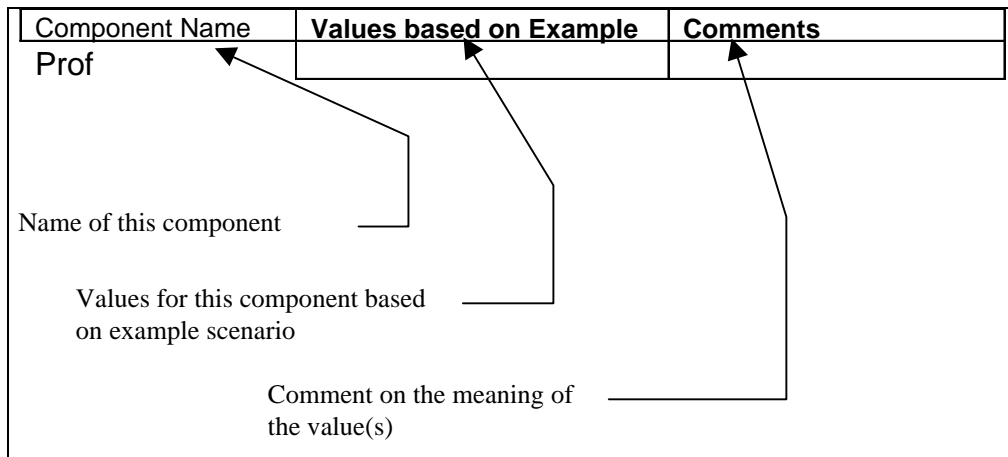 Component Name Values based on Example Comments
Prof
Name of this component
Values for this component based
on example scenario
Comment on the meaning of
the value(s)